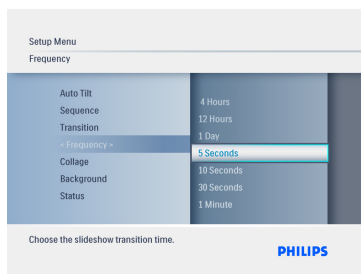 Setup Menu
Frequency
Auto Tilt
Sequence
Transition
< Frequency >
Collage
Background
Status
4 Hours
12 Hours
1 Day
5 Seconds
10 Seconds
30 Seconds
1 Minute
Choose the slideshow transition time.
PHILIPS